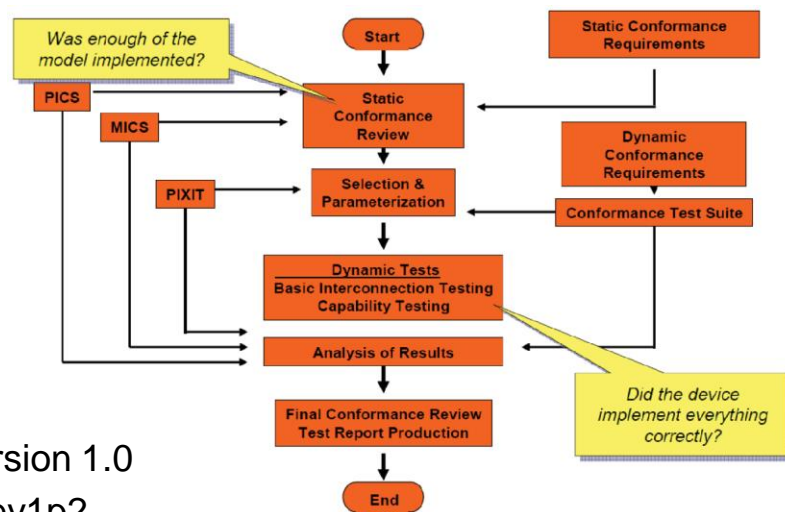 Was enough of the
model implemented?
Start
Static Conformance
Requirements
PICS
Static
Conformance
Review
MICS
Dynamic
Conformance
Requirements
PIXIT
Selection &
Parameterization
Conformance Test Suite
Dynamic Tests
Basic Interconnection Testing
Capability Testing
Analysis of Results
Did the device
implement everything
correctly?
Final Conformance Review
Test Report Production
rsion 1.0
End